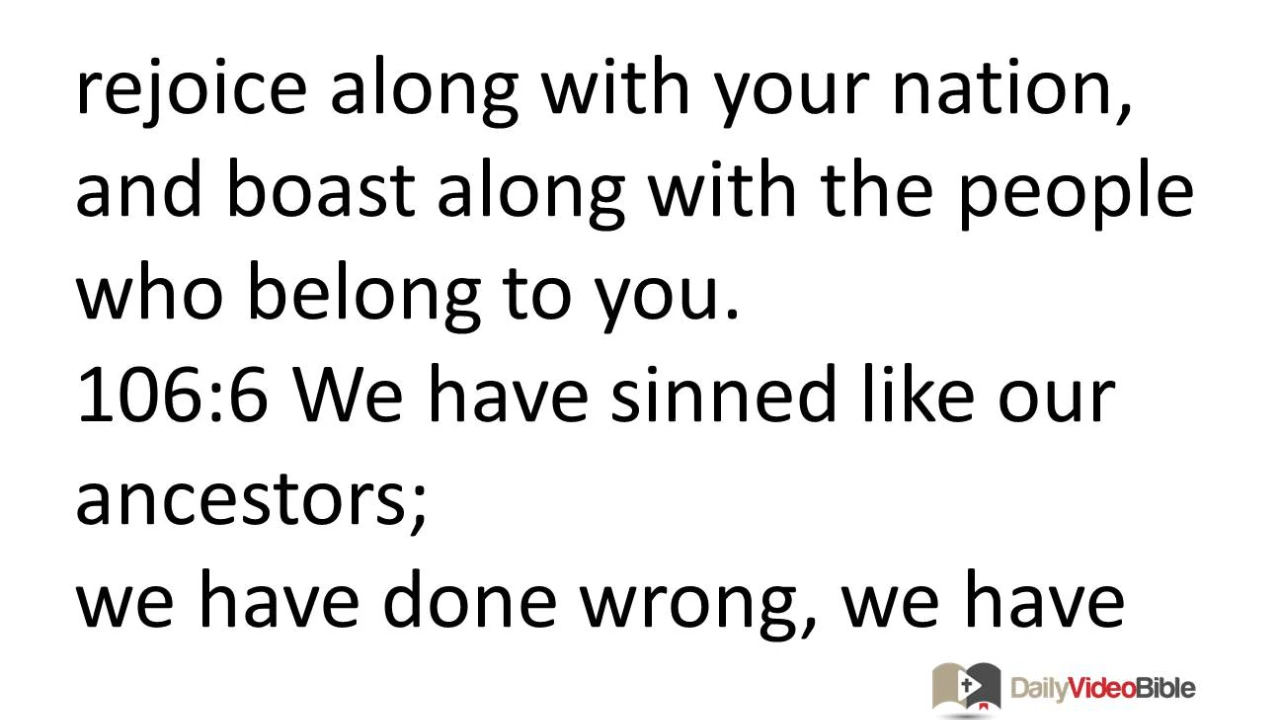 rejoice along with your nation,
and boast along with the people
who belong to you.
106:6 We have sinned like our
ancestors;
we have done wrong, we have
DailyVideoBible